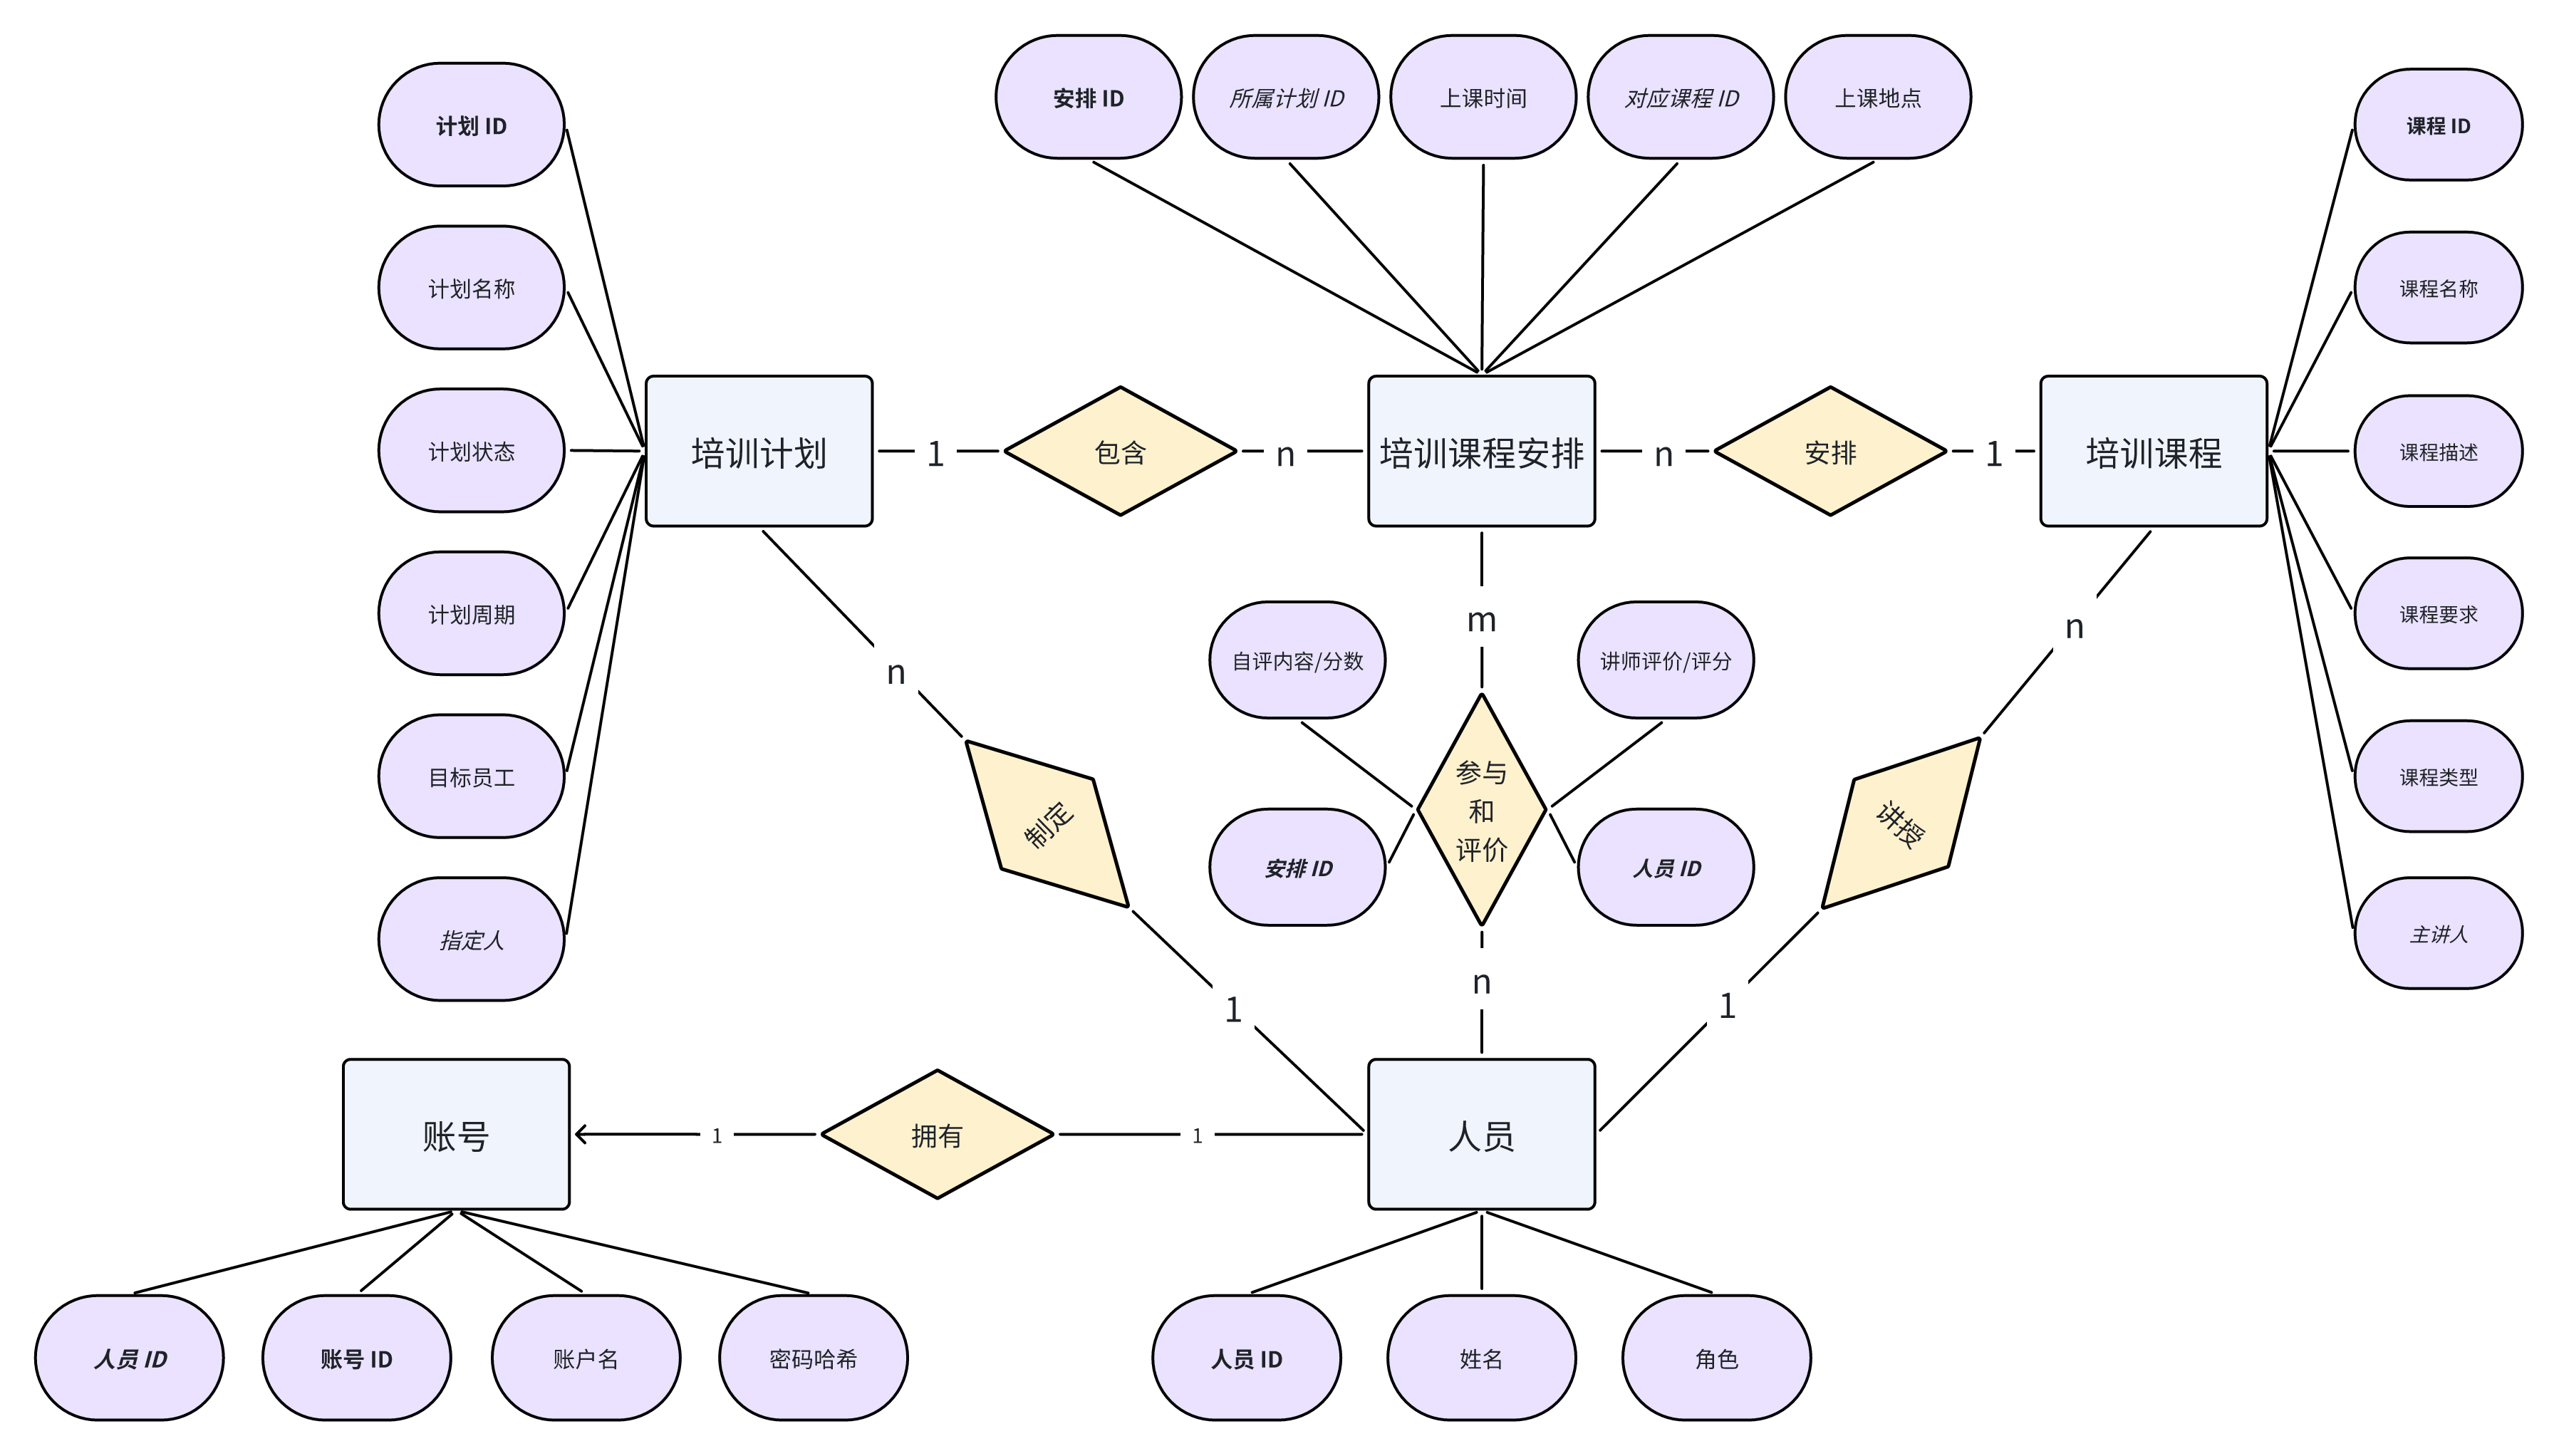 安排 ID
所属计划 ID
上课时间
对应课程 ID
上课地点
计划 ID
课程 ID
计划名称
课程名称
计划状态
培训计划
1
包含
n
培训课程安排
n
安排
1
培训课程
课程描述
计划周期
m
n
课程要求
n
自评内容/分数
讲师评价/评分
目标员工
制定
参与
和
评价
讲授
课程类型
安排 ID
人员 ID
指定人
主讲人
1
n
1
账号
1
拥有
1
人员
人员 ID
账号 ID
账户名
密码哈希
人员 ID
姓名
角色